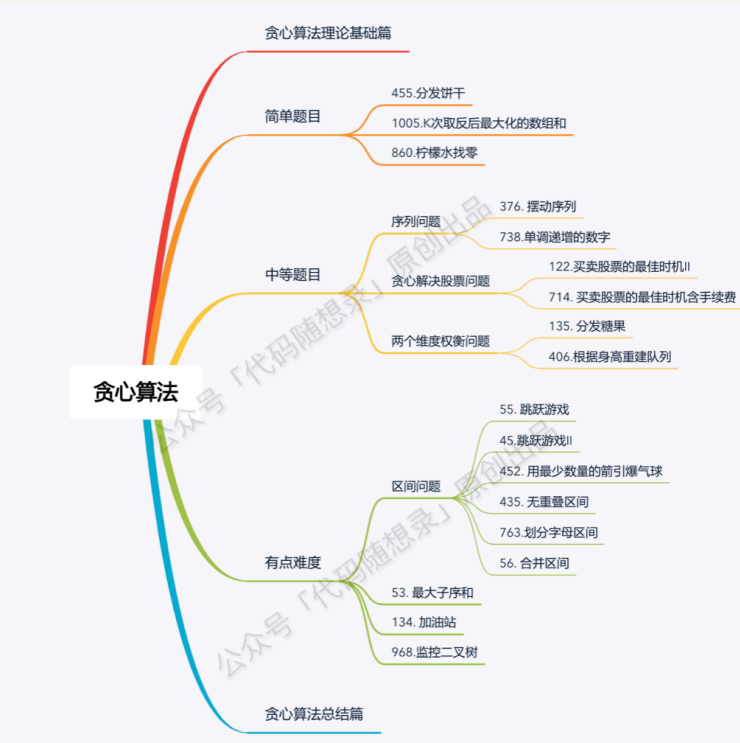 贪心算法理论基础篇
简单题目
455.分发饼干
1005.K次取反后最大化的数组和
860.柠檬水找零
中等题目
序列问题
376. 摆动序列
738.单调递增的数字
贪心解决股票问题
122.买卖股票的最佳时机II
714. 买卖股票的最佳时机含手续费
两个维度权衡问题
135. 分发糖果
406.根据身高重建队列
贪心算法
有点难度
区间问题
55. 跳跃游戏
45.跳跃游戏II
452. 用最少数量的箭引爆气球
435. 无重叠区间
763.划分字母区间
56. 合并区间
53. 最大子序和
134. 加油站
968.监控二叉树
贪心算法总结篇
公众号「代码随想录」原创出品
公众号「代码随想录」原创出品